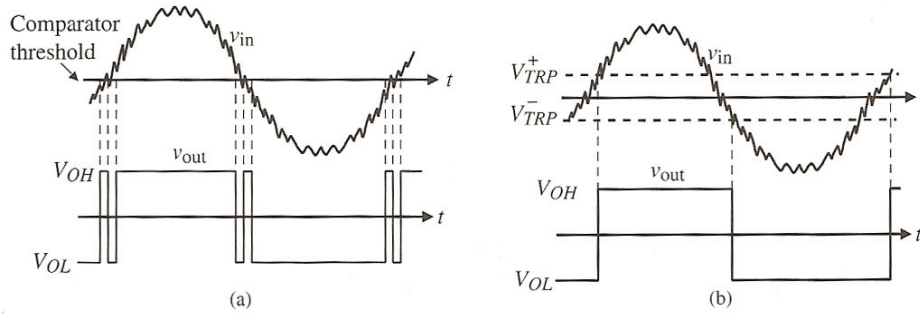 Comparator
threshold
v_in
t
V_OH
v_out
t
V_OL
(a)
v_in
V_TRP^+
V_TRP^-
t
V_OH
v_out
t
V_OL
(b)